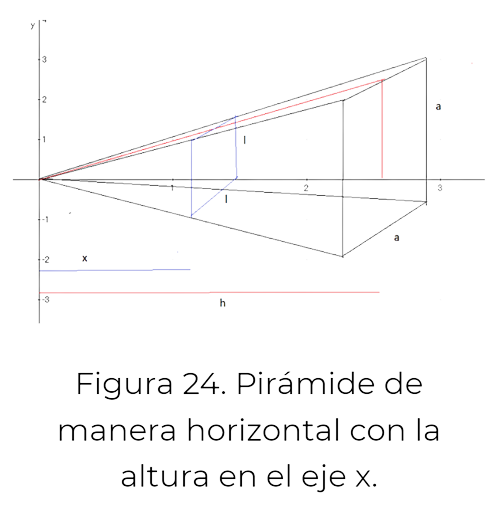 y
3
2
1
1
2
3
-1
-2
-3
a
l
l
a
x
h
Figura 24. Pirámide de
manera horizontal con la
altura en el eje x.